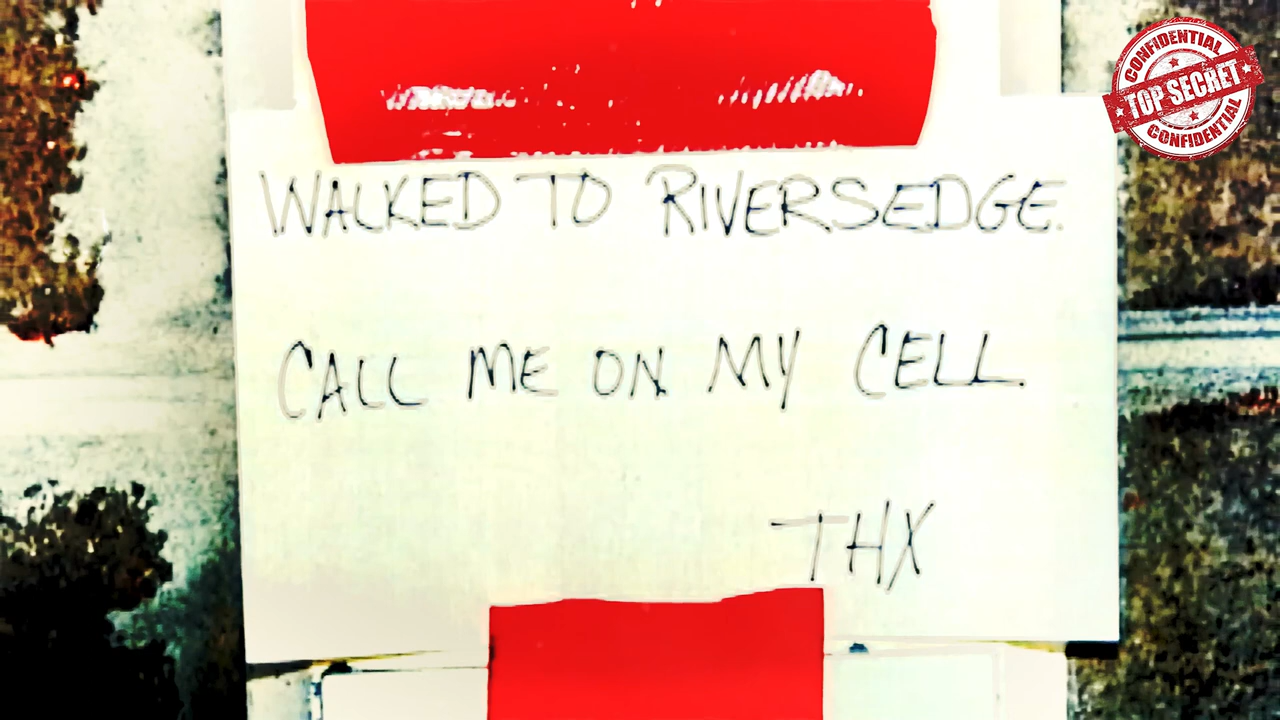 CONFIDENTIAL
TOP SECRET
CONFIDENTIAL
WALKED TO RIVERSEDGE.
CALL ME ON MY CELL.
THX